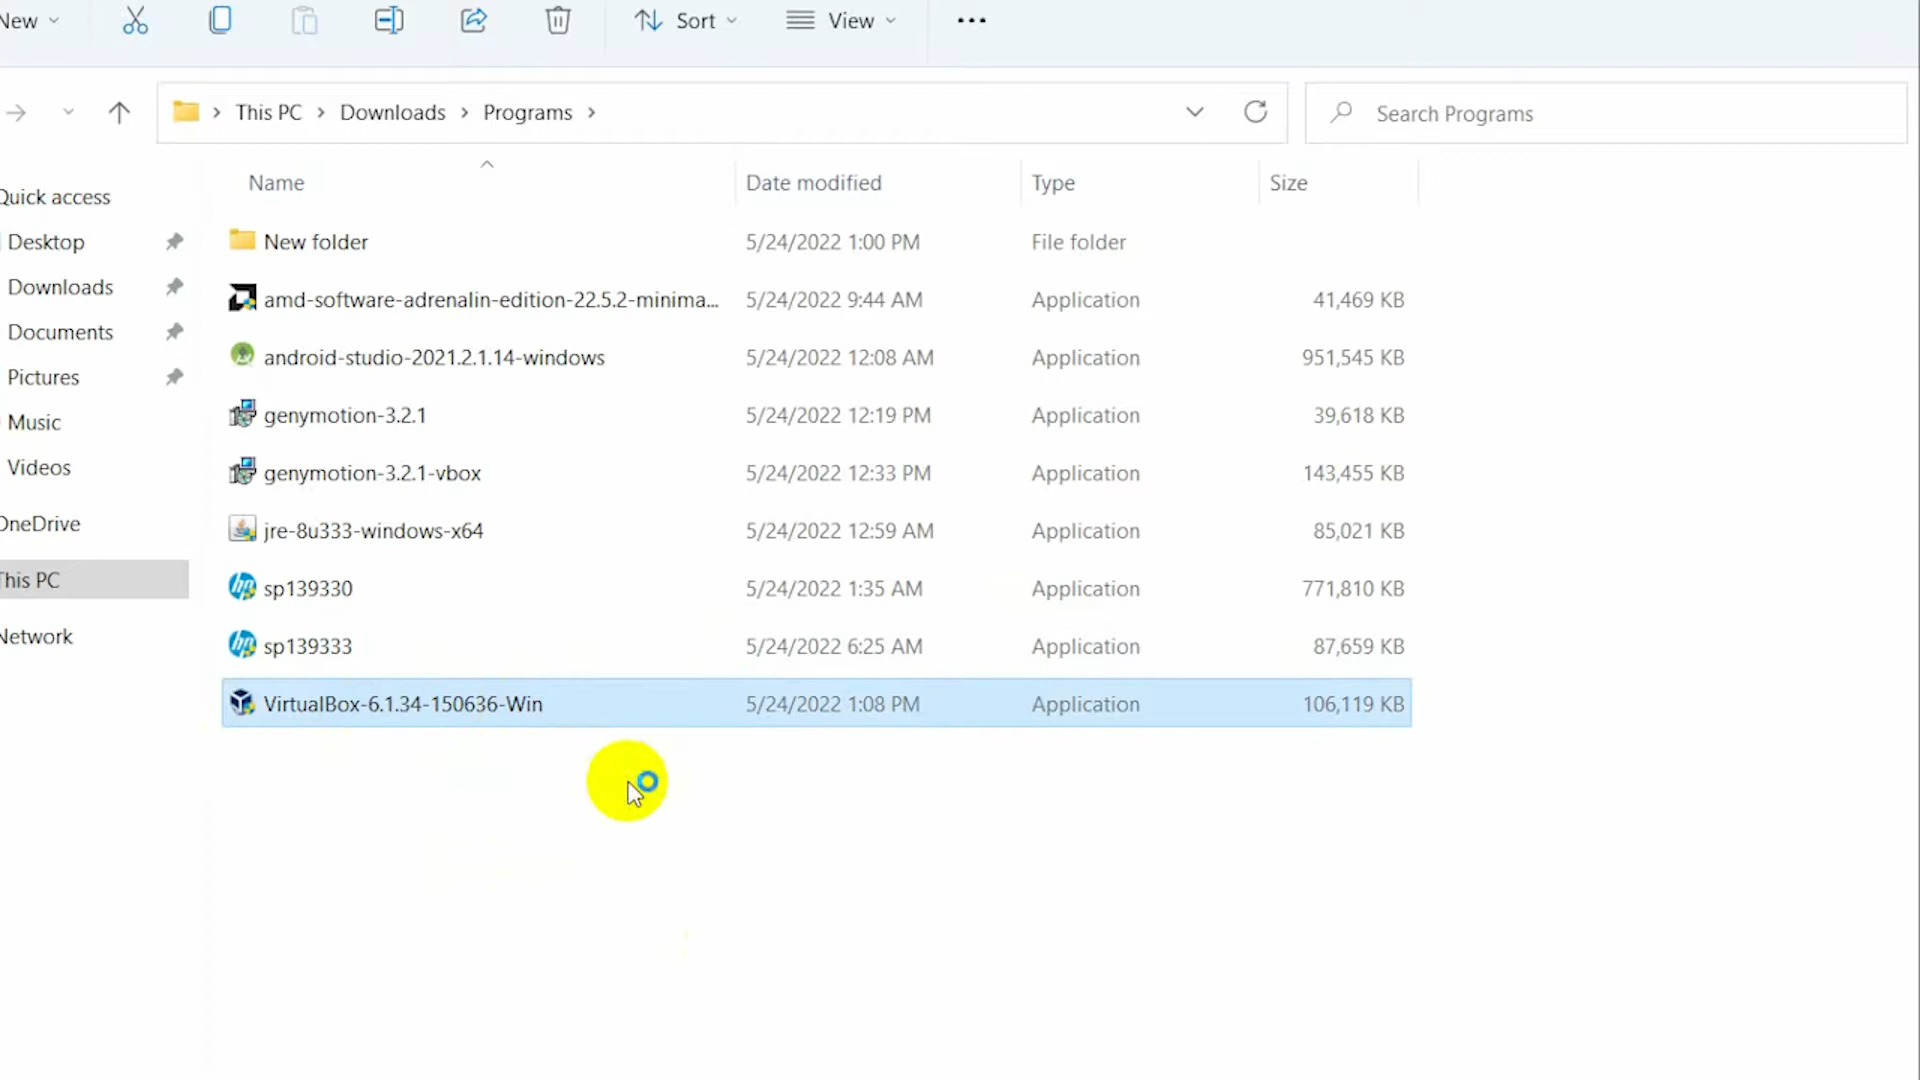 New
Sort
View
This PC
Downloads
Programs
Search Programs
Name
Date modified
Type
Size
Quick access
Desktop
Downloads
Documents
Pictures
Music
Videos
OneDrive
This PC
Network
New folder 5/24/2022 1:00 PM File folder
amd-software-adrenalin-edition-22.5.2-minima... 5/24/2022 9:44 AM Application 41,469 KB
android-studio-2021.2.1.14-windows 5/24/2022 12:08 AM Application 951,545 KB
genymotion-3.2.1 5/24/2022 12:19 PM Application 39,618 KB
genymotion-3.2.1-vbox 5/24/2022 12:33 PM Application 143,455 KB
jre-8u333-windows-x64 5/24/2022 12:59 AM Application 85,021 KB
sp139330 5/24/2022 1:35 AM Application 771,810 KB
sp139333 5/24/2022 6:25 AM Application 87,659 KB
VirtualBox-6.1.34-150636-Win 5/24/2022 1:08 PM Application 106,119 KB